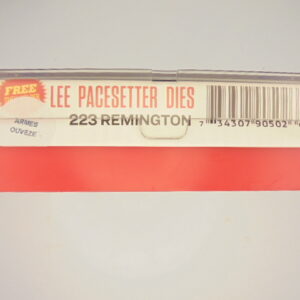 FREE
LEE PACESETTER DIES
ARMES
OUVEZE
223 REMINGTON
7 34307 90502